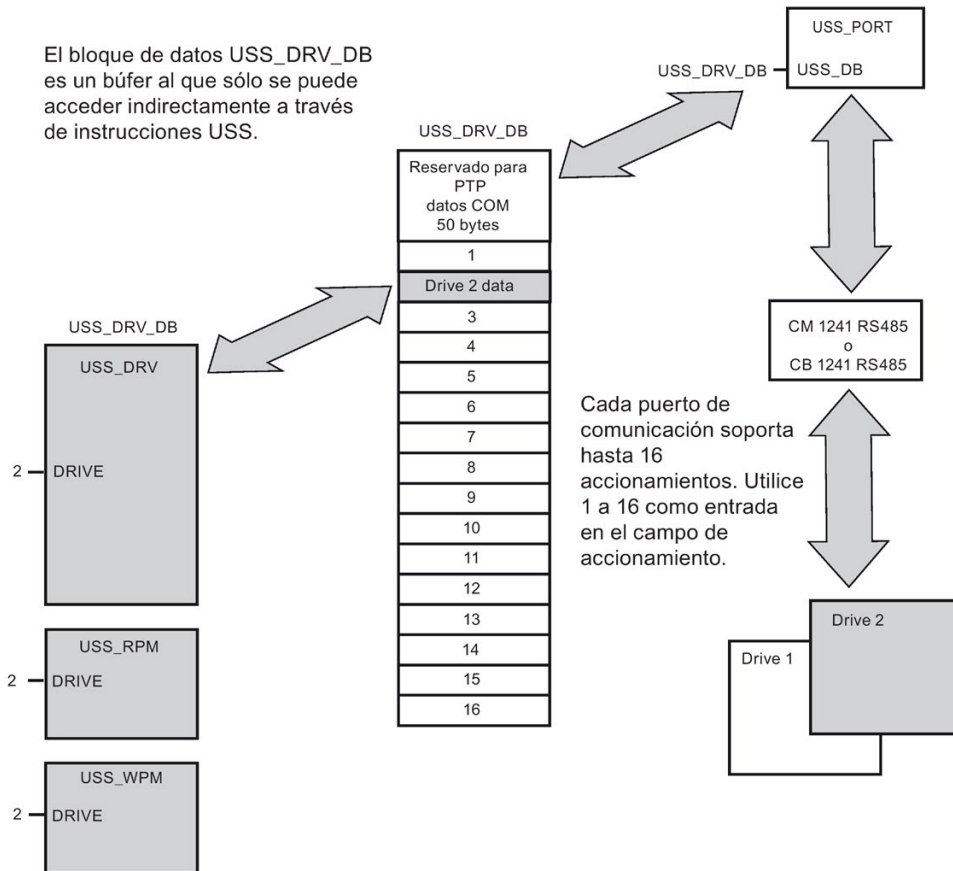 El bloque de datos USS_DRV_DB
es un búfer al que sólo se puede
acceder indirectamente a través
de instrucciones USS.
USS_PORT
USS_DRV_DB
USS_DB
USS_DRV_DB
Reservado para
PTP
datos COM
50 bytes
1
Drive 2 data
3
4
5
6
7
8
9
10
11
12
13
14
15
16
USS_DRV_DB
USS_DRV
2
DRIVE
USS_RPM
2
DRIVE
USS_WPM
2
DRIVE
CM 1241 RS485
o
CB 1241 RS485
Cada puerto de
comunicación soporta
hasta 16
accionamientos. Utilice
1 a 16 como entrada
en el campo de
accionamiento.
Drive 2
Drive 1